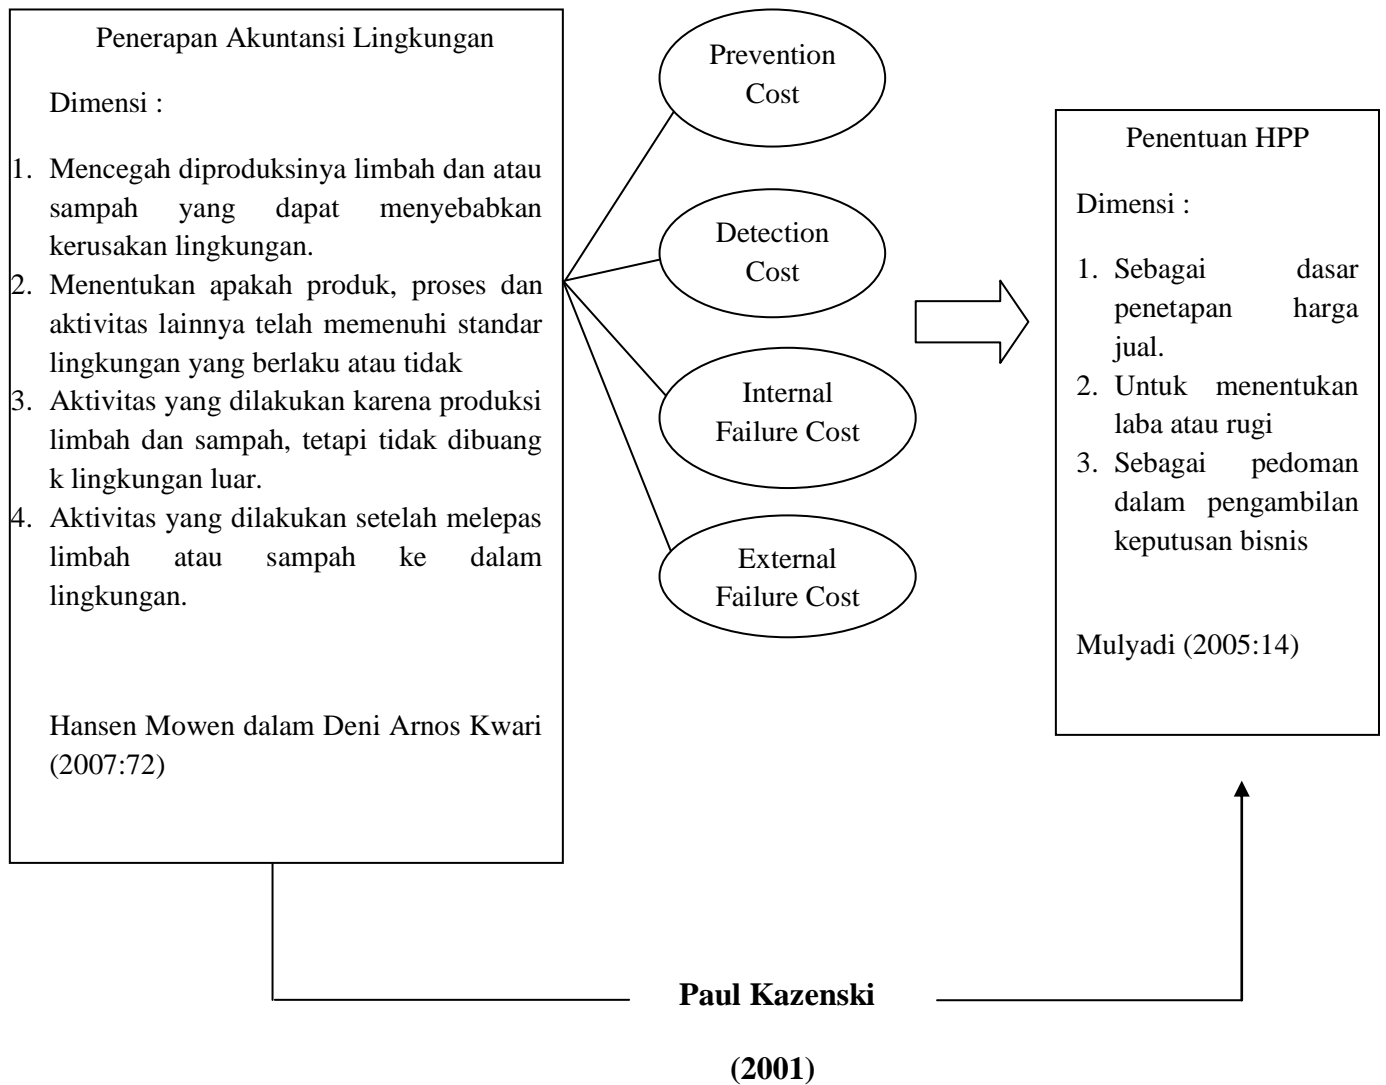 Penerapan Akuntansi Lingkungan
Dimensi :
1. Mencegah diproduksinya limbah dan atau
sampah yang dapat menyebabkan
kerusakan lingkungan.
2. Menentukan apakah produk, proses dan
aktivitas lainnya telah memenuhi standar
lingkungan yang berlaku atau tidak
3. Aktivitas yang dilakukan karena produksi
limbah dan sampah, tetapi tidak dibuang
k lingkungan luar.
4. Aktivitas yang dilakukan setelah melepas
limbah atau sampah ke dalam
lingkungan.
Hansen Mowen dalam Deni Arnos Kwari
(2007:72)
Prevention
Cost
Detection
Cost
Internal
Failure Cost
External
Failure Cost
Penentuan HPP
Dimensi :
1. Sebagai dasar
penetapan harga
jual.
2. Untuk menentukan
laba atau rugi
3. Sebagai pedoman
dalam pengambilan
keputusan bisnis
Mulyadi (2005:14)
Paul Kazenski
(2001)